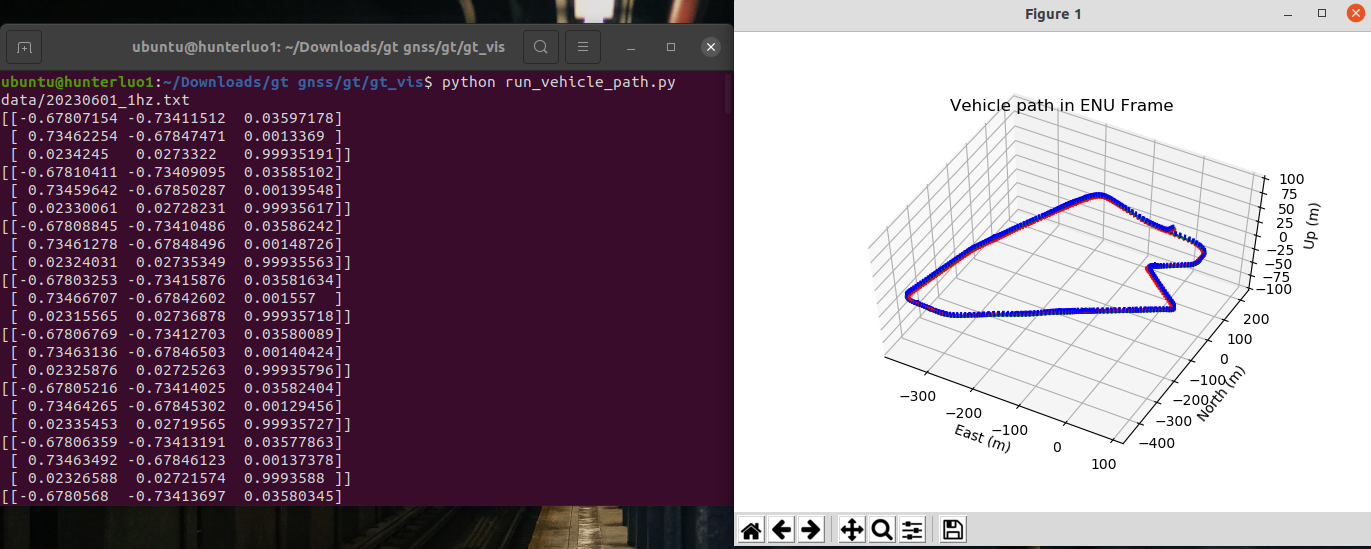 ubuntu@hunterluo1: ~/Downloads/gt gnss/gt/gt_vis
ubuntu@hunterluo1:~/Downloads/gt gnss/gt/gt_vis$ python run_vehicle_path.py
data/20230601_1hz.txt
[[-0.67807154 -0.73411512  0.03597178]
 [ 0.73462254 -0.67847471  0.0013369 ]
 [ 0.0234245   0.0273322   0.99935191]]
[[-0.67810411 -0.73409095  0.03585102]
 [ 0.73459642 -0.67850287  0.00139548]
 [ 0.02330061  0.02728231  0.99935617]]
[[-0.67808845 -0.73410486  0.03586242]
 [ 0.73461278 -0.67848496  0.00148726]
 [ 0.02324031  0.02735349  0.99935563]]
[[-0.67803253 -0.73415876  0.03581634]
 [ 0.73466707 -0.67842602  0.001557  ]
 [ 0.02315565  0.02736878  0.99935718]]
[[-0.67806769 -0.73412703  0.03580089]
 [ 0.73463136 -0.67846503  0.00140424]
 [ 0.02325876  0.02725263  0.99935796]]
[[-0.67805216 -0.73414025  0.03582404]
 [ 0.73464265 -0.67845302  0.00129456]
 [ 0.02335453  0.02719565  0.99935727]]
[[-0.67806359 -0.73413191  0.03577863]
 [ 0.73463492 -0.67846123  0.00137378]
 [ 0.02326588  0.02721574  0.9993588 ]]
[[-0.6780568  -0.73413697  0.03580345]
Figure 1
Vehicle path in ENU Frame
100
75
50
25
0
−25
−50
−75
−100
Up (m)
200
100
0
−100
−200
−300
−400
North (m)
−300
−200
−100
0
100
East (m)